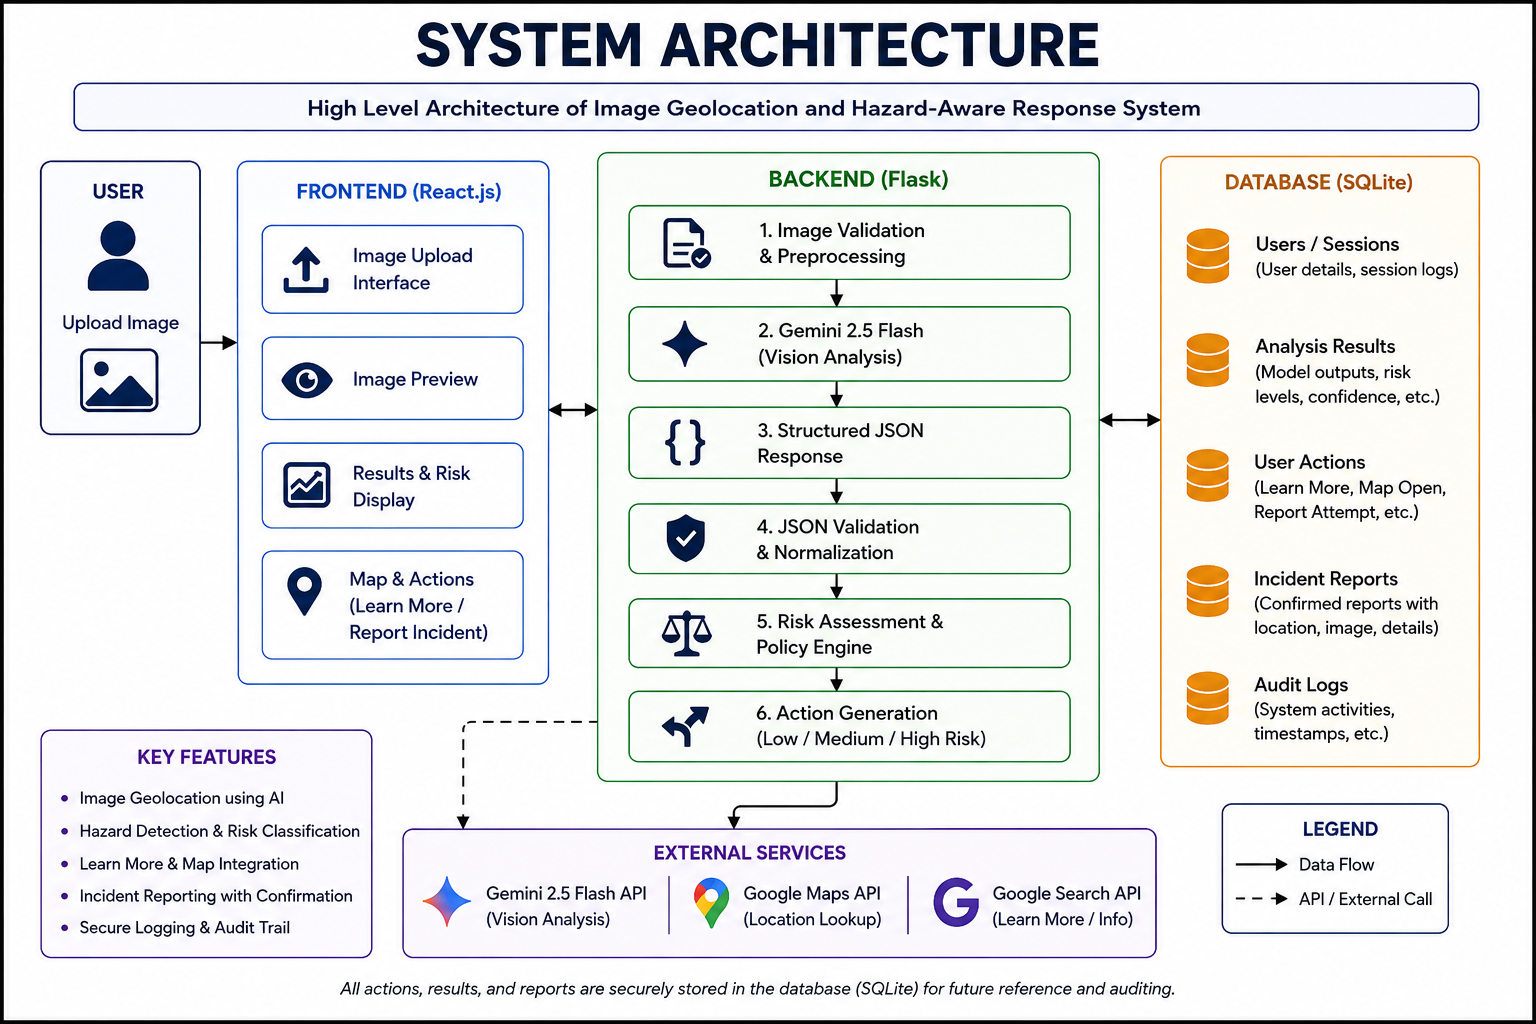 SYSTEM ARCHITECTURE
High Level Architecture of Image Geolocation and Hazard-Aware Response System
USER
Upload Image
FRONTEND (React.js)
Image Upload
Interface
Image Preview
Results & Risk
Display
Map & Actions
(Learn More /
Report Incident)
BACKEND (Flask)
1. Image Validation
& Preprocessing
2. Gemini 2.5 Flash
(Vision Analysis)
3. Structured JSON
Response
4. JSON Validation
& Normalization
5. Risk Assessment &
Policy Engine
6. Action Generation
(Low / Medium / High Risk)
DATABASE (SQLite)
Users / Sessions
(User details, session logs)
Analysis Results
(Model outputs, risk
levels, confidence, etc.)
User Actions
(Learn More, Map Open,
Report Attempt, etc.)
Incident Reports
(Confirmed reports with
location, image, details)
Audit Logs
(System activities,
timestamps, etc.)
KEY FEATURES
• Image Geolocation using AI
• Hazard Detection & Risk Classification
• Learn More & Map Integration
• Incident Reporting with Confirmation
• Secure Logging & Audit Trail
EXTERNAL SERVICES
Gemini 2.5 Flash API
(Vision Analysis)
Google Maps API
(Location Lookup)
Google Search API
(Learn More / Info)
LEGEND
Data Flow
API / External Call
All actions, results, and reports are securely stored in the database (SQLite) for future reference and auditing.